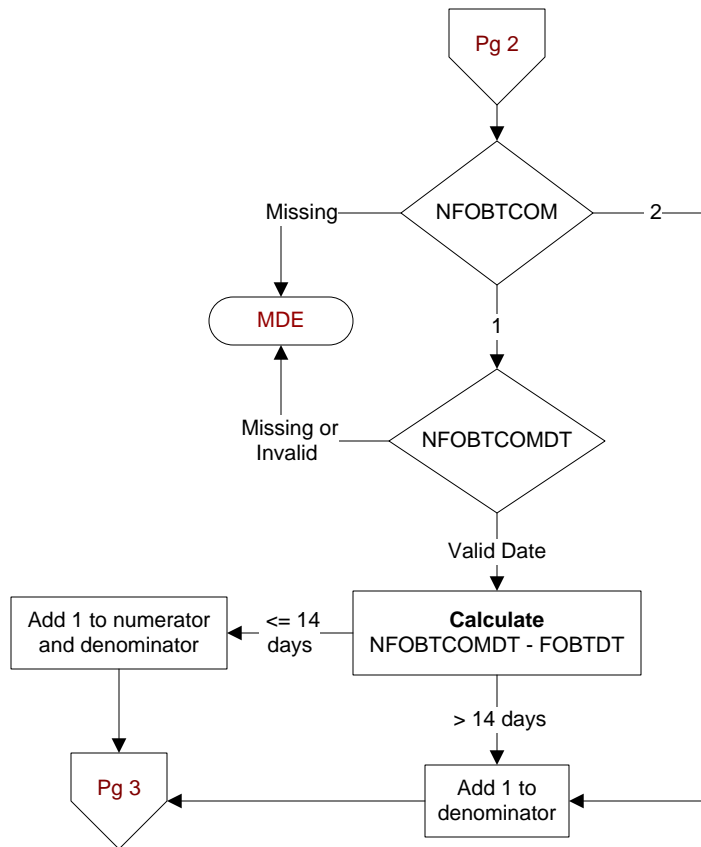 Pg 2
NFOBTCOM
Missing
2
MDE
1
Missing or
Invalid
NFOBTCOMDT
Valid Date
Add 1 to numerator
and denominator
<= 14
days
Calculate
NFOBTCOMDT - FOBTDT
> 14 days
Pg 3
Add 1 to
denominator